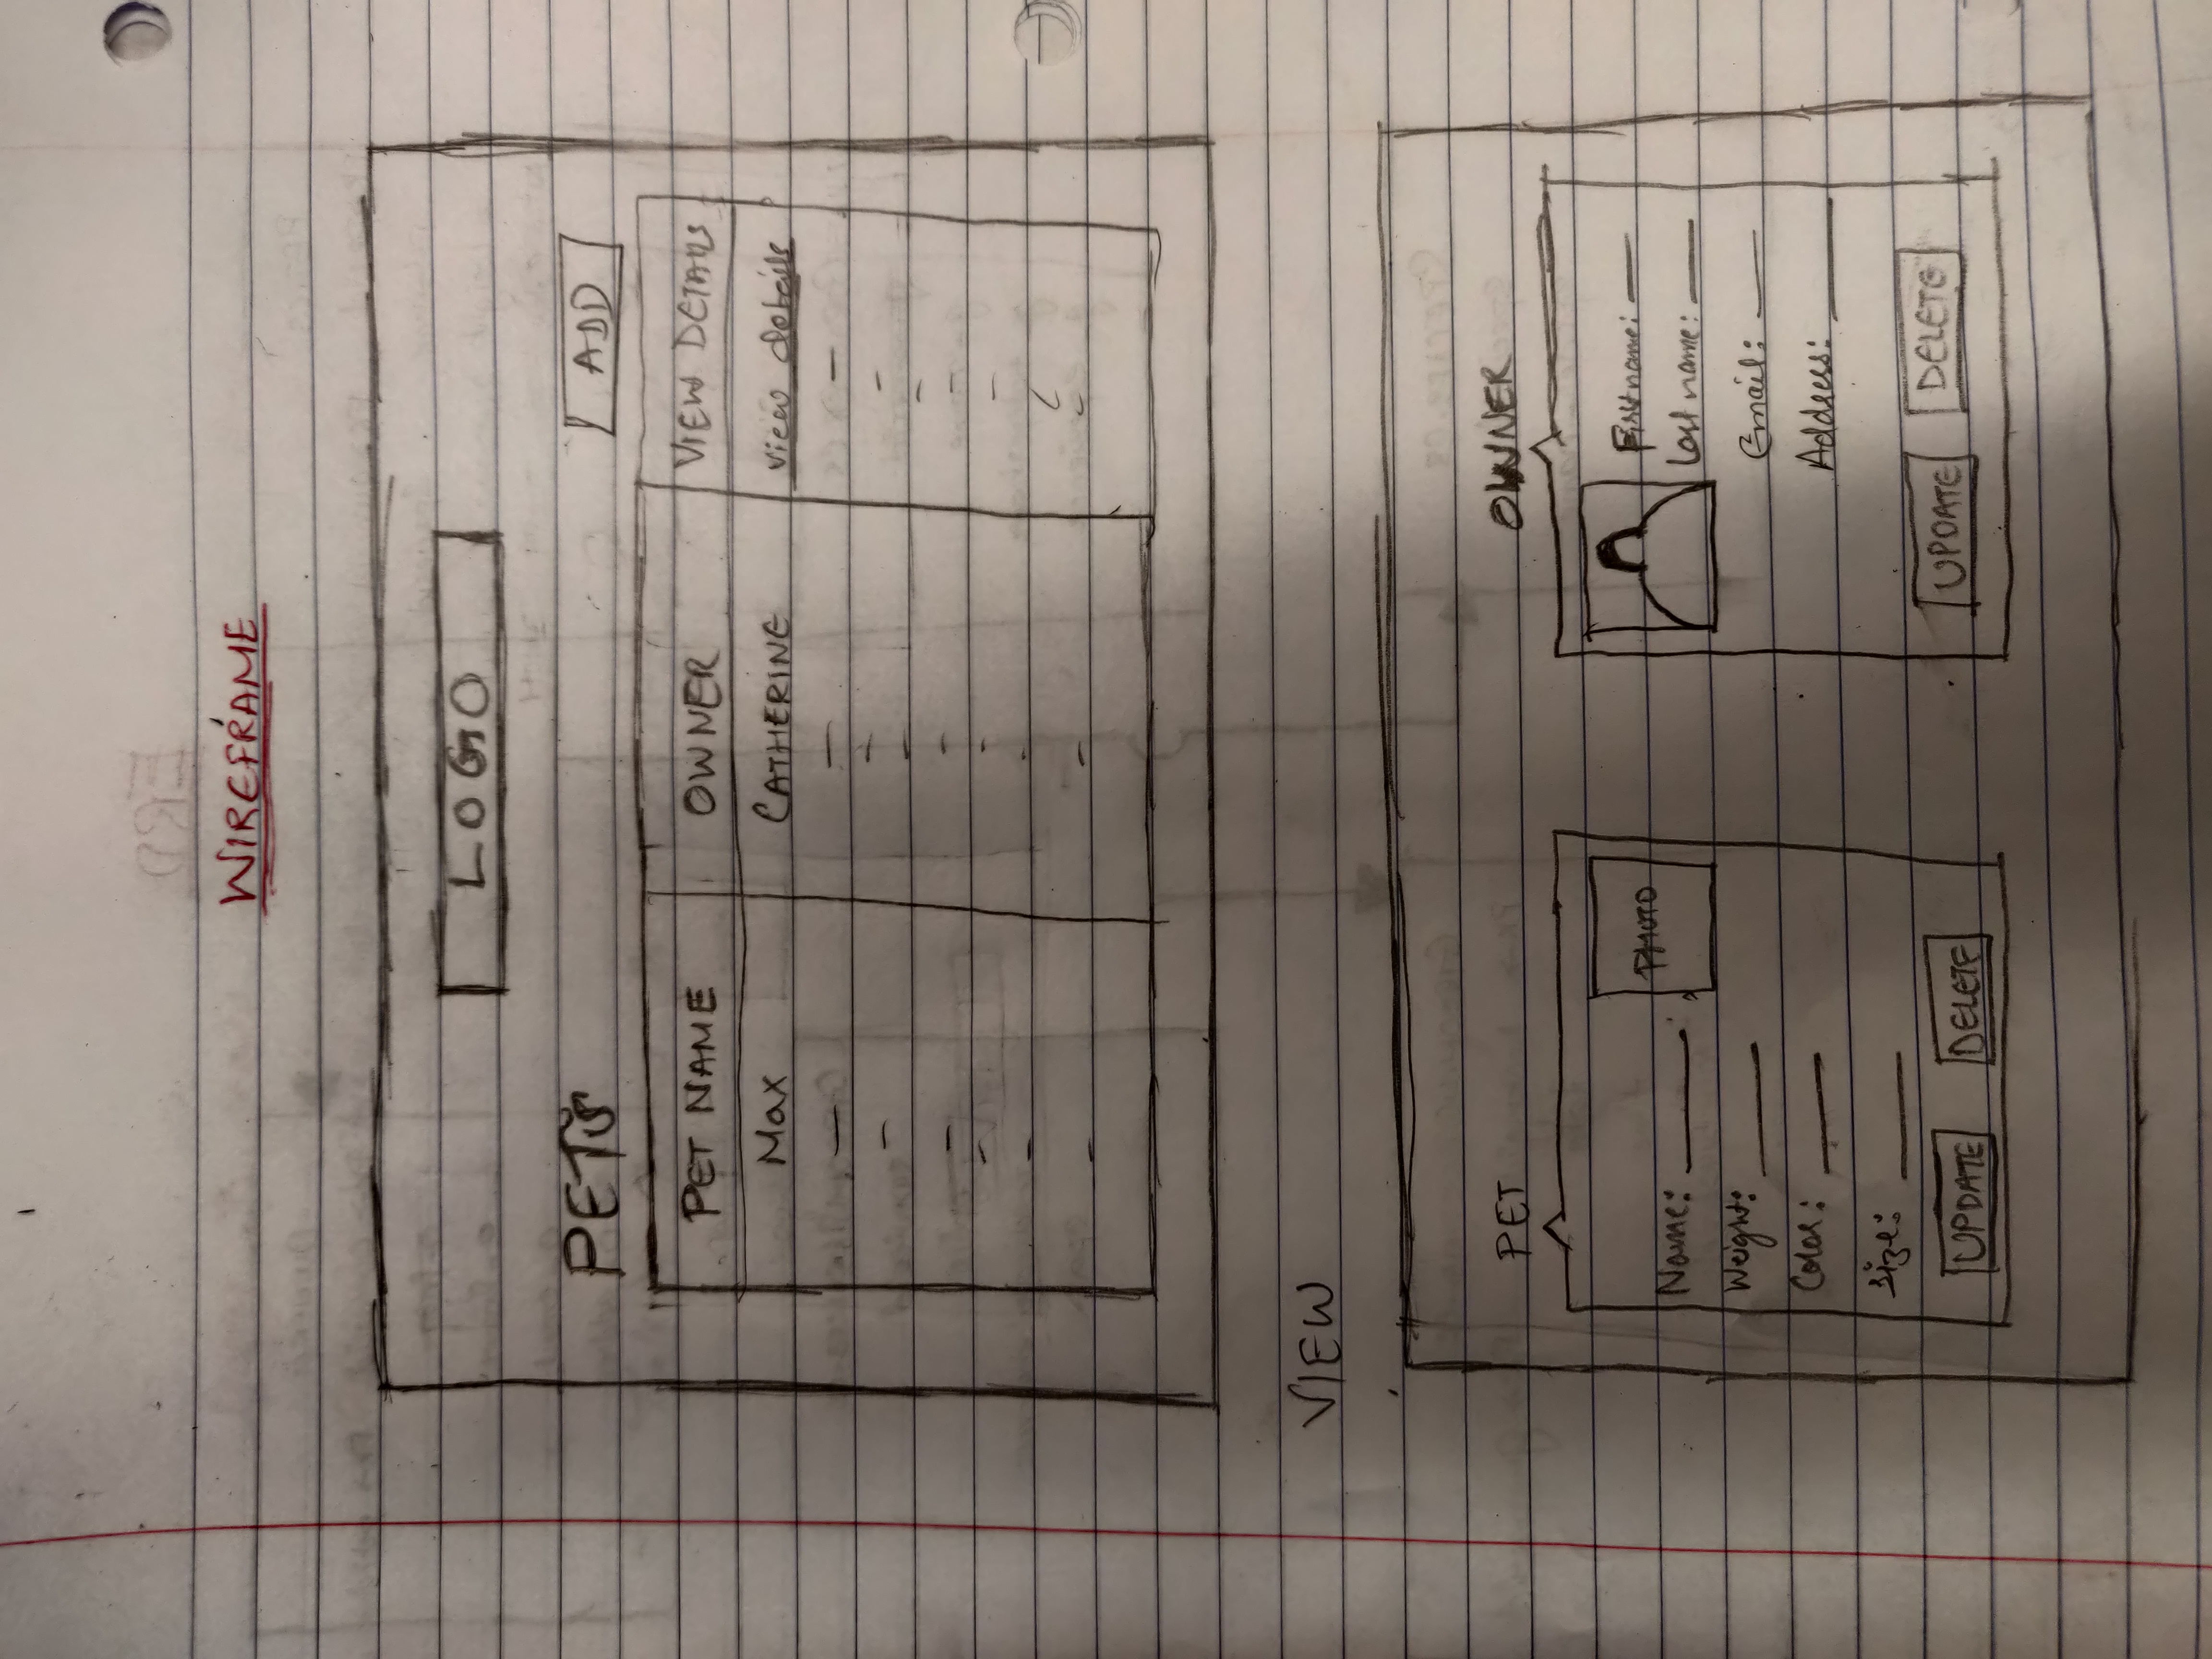 WIREFRAME
LOGO
PETS
ADD
PET NAME OWNER VIEW DETAILS
Max CATHERINE View details
VIEW
PET
OWNER
PHOTO
Name:
Weight:
Color:
Size:
UPDATE DELETE
First name:
Last name:
Email:
Address:
UPDATE DELETE
ERD